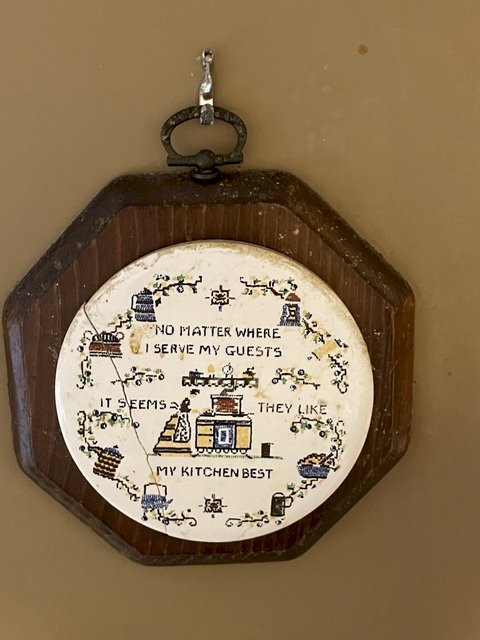 NO MATTER WHERE
I SERVE MY GUESTS
IT SEEMS THEY LIKE
MY KITCHEN BEST